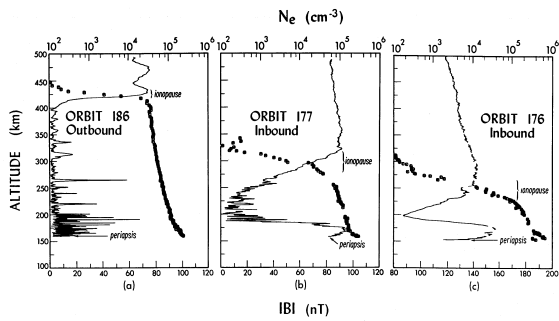 Ne (cm-3)
10² 10³ 10⁴ 10⁵ 10⁶
10² 10³ 10⁴ 10⁵ 10⁶
10² 10³ 10⁴ 10⁵ 10⁶
ALTITUDE (km)
500
450
400
350
300
250
200
150
100
ORBIT 186
Outbound
ionopause
periapsis
ORBIT 177
Inbound
ionopause
periapsis
ORBIT 176
Inbound
ionopause
periapsis
0 20 40 60 80 100 120
0 20 40 60 80 100 120
80 100 120 140 160 180 200
(a)
(b)
(c)
IBI (nT)